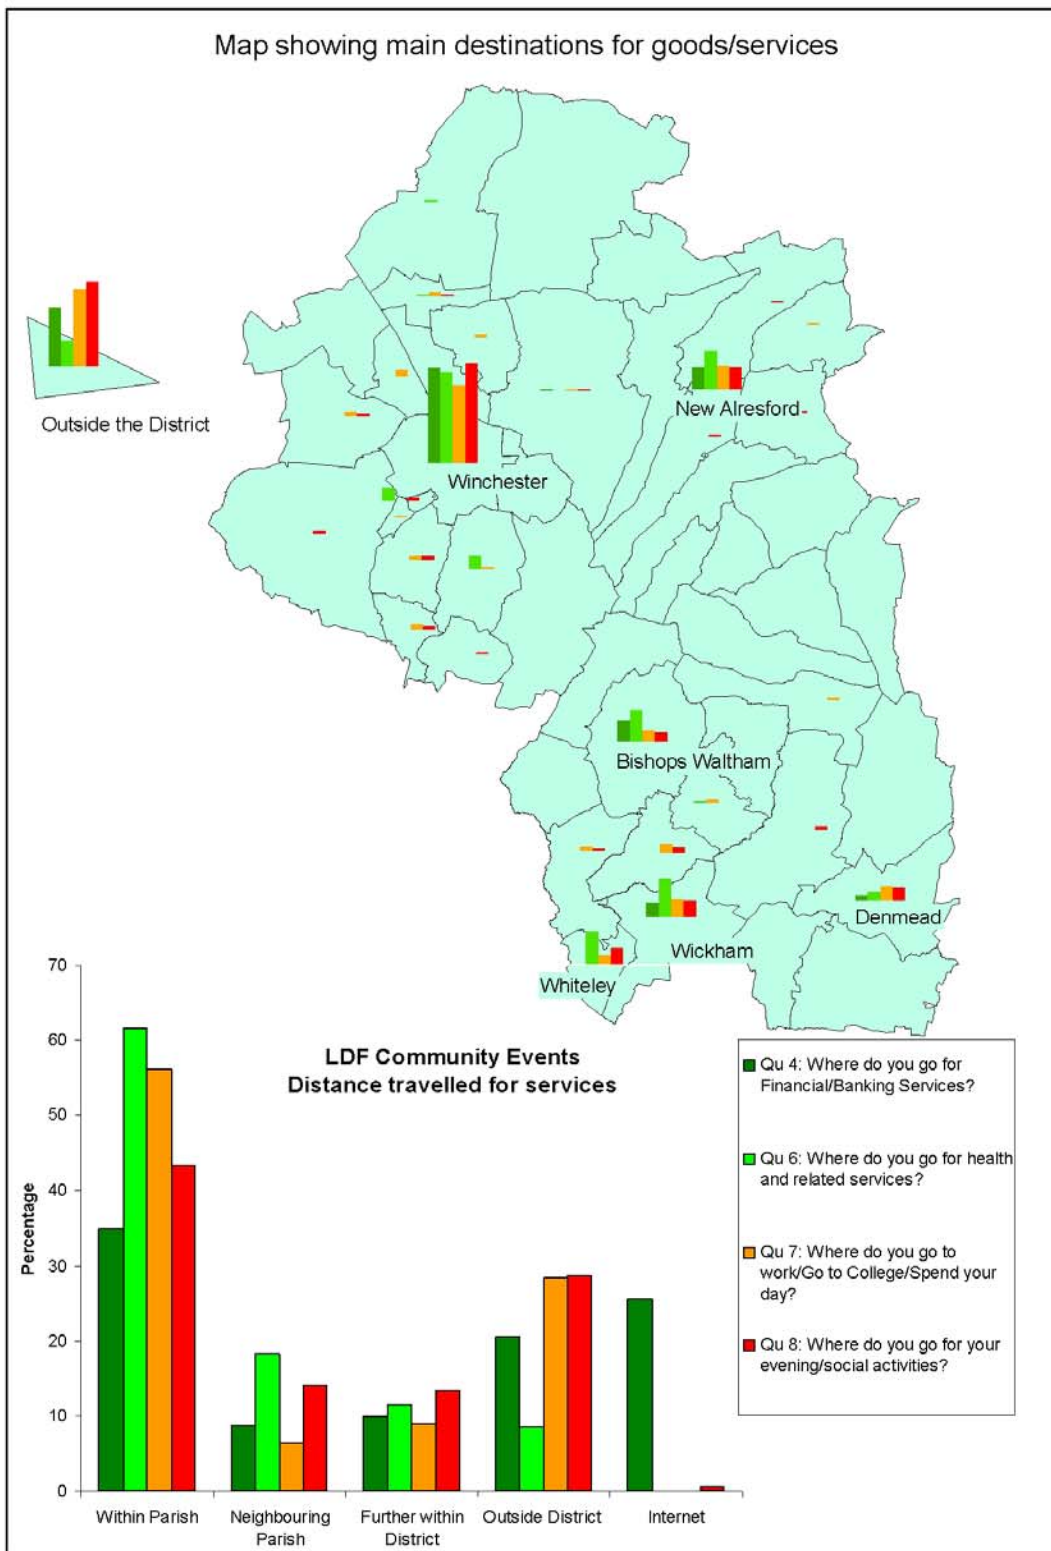 Map showing main destinations for goods/services
Outside the District
New Alresford
Winchester
Bishops Waltham
Denmead
Wickham
Whiteley
LDF Community Events
Distance travelled for services
Percentage
70
60
50
40
30
20
10
0
Within Parish
Neighbouring
Parish
Further within
District
Outside District
Internet
Qu 4: Where do you go for
Financial/Banking Services?
Qu 6: Where do you go for health
and related services?
Qu 7: Where do you go to
work/Go to College/Spend your
day?
Qu 8: Where do you go for your
evening/social activities?